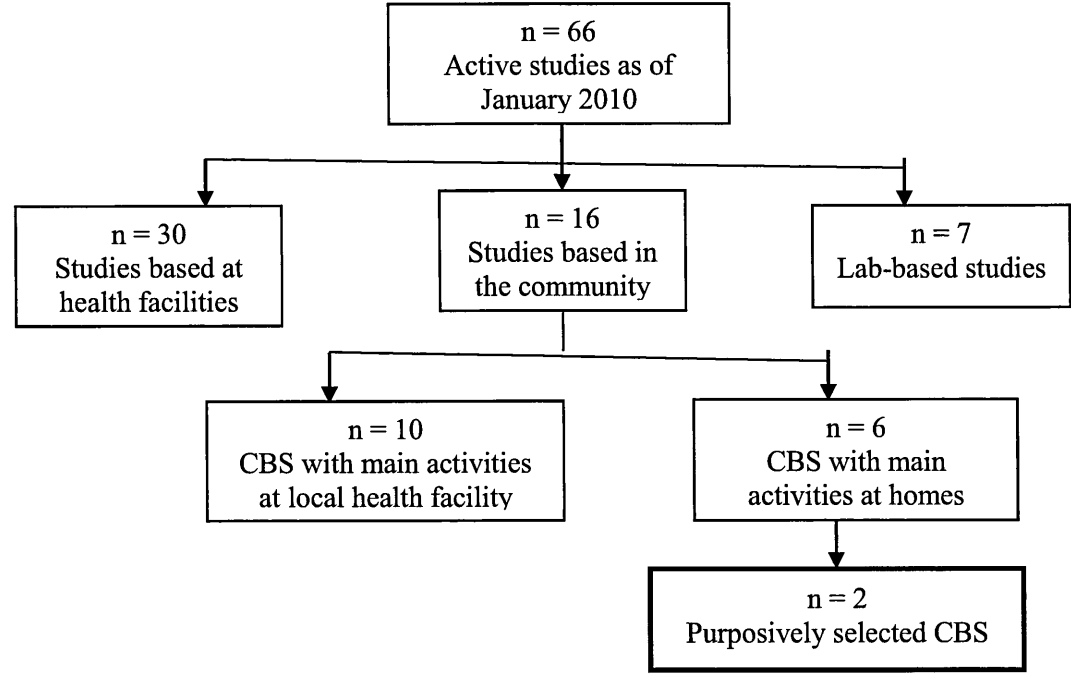 n = 66
Active studies as of
January 2010
n = 30
Studies based at
health facilities
n = 16
Studies based in
the community
n = 7
Lab-based studies
n = 10
CBS with main activities
at local health facility
n = 6
CBS with main
activities at homes
n = 2
Purposively selected CBS